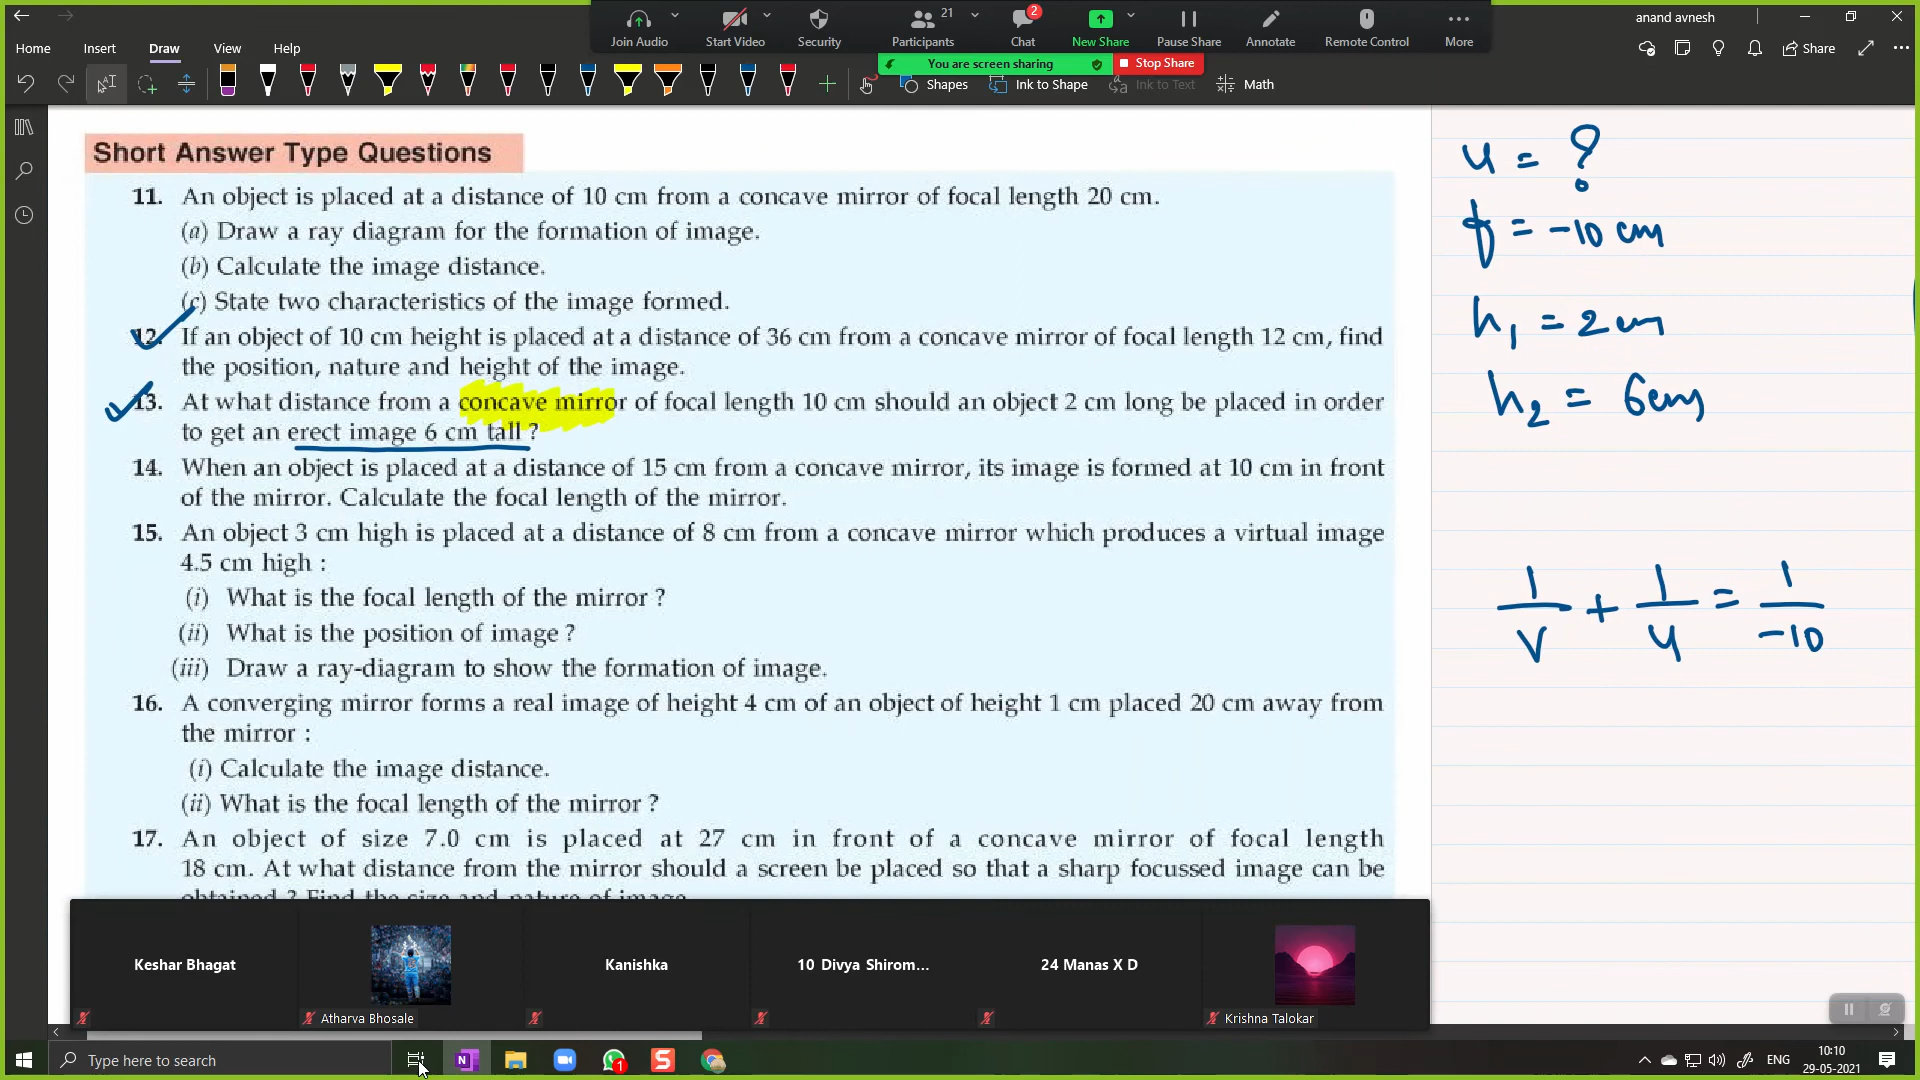 anand avnesh
Join Audio
Start Video
Security
21
Participants
2
Chat
New Share
Pause Share
Annotate
Remote Control
More
You are screen sharing
Stop Share
Home Insert Draw View Help
Share
Shapes Ink to Shape Ink to Text Math
Short Answer Type Questions
11. An object is placed at a distance of 10 cm from a concave mirror of focal length 20 cm.
(a) Draw a ray diagram for the formation of image.
(b) Calculate the image distance.
(c) State two characteristics of the image formed.
12. If an object of 10 cm height is placed at a distance of 36 cm from a concave mirror of focal length 12 cm, find
the position, nature and height of the image.
13. At what distance from a concave mirror of focal length 10 cm should an object 2 cm long be placed in order
to get an erect image 6 cm tall ?
14. When an object is placed at a distance of 15 cm from a concave mirror, its image is formed at 10 cm in front
of the mirror. Calculate the focal length of the mirror.
15. An object 3 cm high is placed at a distance of 8 cm from a concave mirror which produces a virtual image
4.5 cm high :
(i) What is the focal length of the mirror ?
(ii) What is the position of image ?
(iii) Draw a ray-diagram to show the formation of image.
16. A converging mirror forms a real image of height 4 cm of an object of height 1 cm placed 20 cm away from
the mirror :
(i) Calculate the image distance.
(ii) What is the focal length of the mirror ?
17. An object of size 7.0 cm is placed at 27 cm in front of a concave mirror of focal length
18 cm. At what distance from the mirror should a screen be placed so that a sharp focussed image can be
obtained ? Find the size and nature of image.
u = ?
f = -10 cm
h1 = 2 cm
h2 = 6 cm
1/v + 1/u = 1/-10
Keshar Bhagat
Atharva Bhosale
Kanishka
10 Divya Shirom...
24 Manas X D
Krishna Talokar
Type here to search
N
1
S
ENG
10:10
29-05-2021